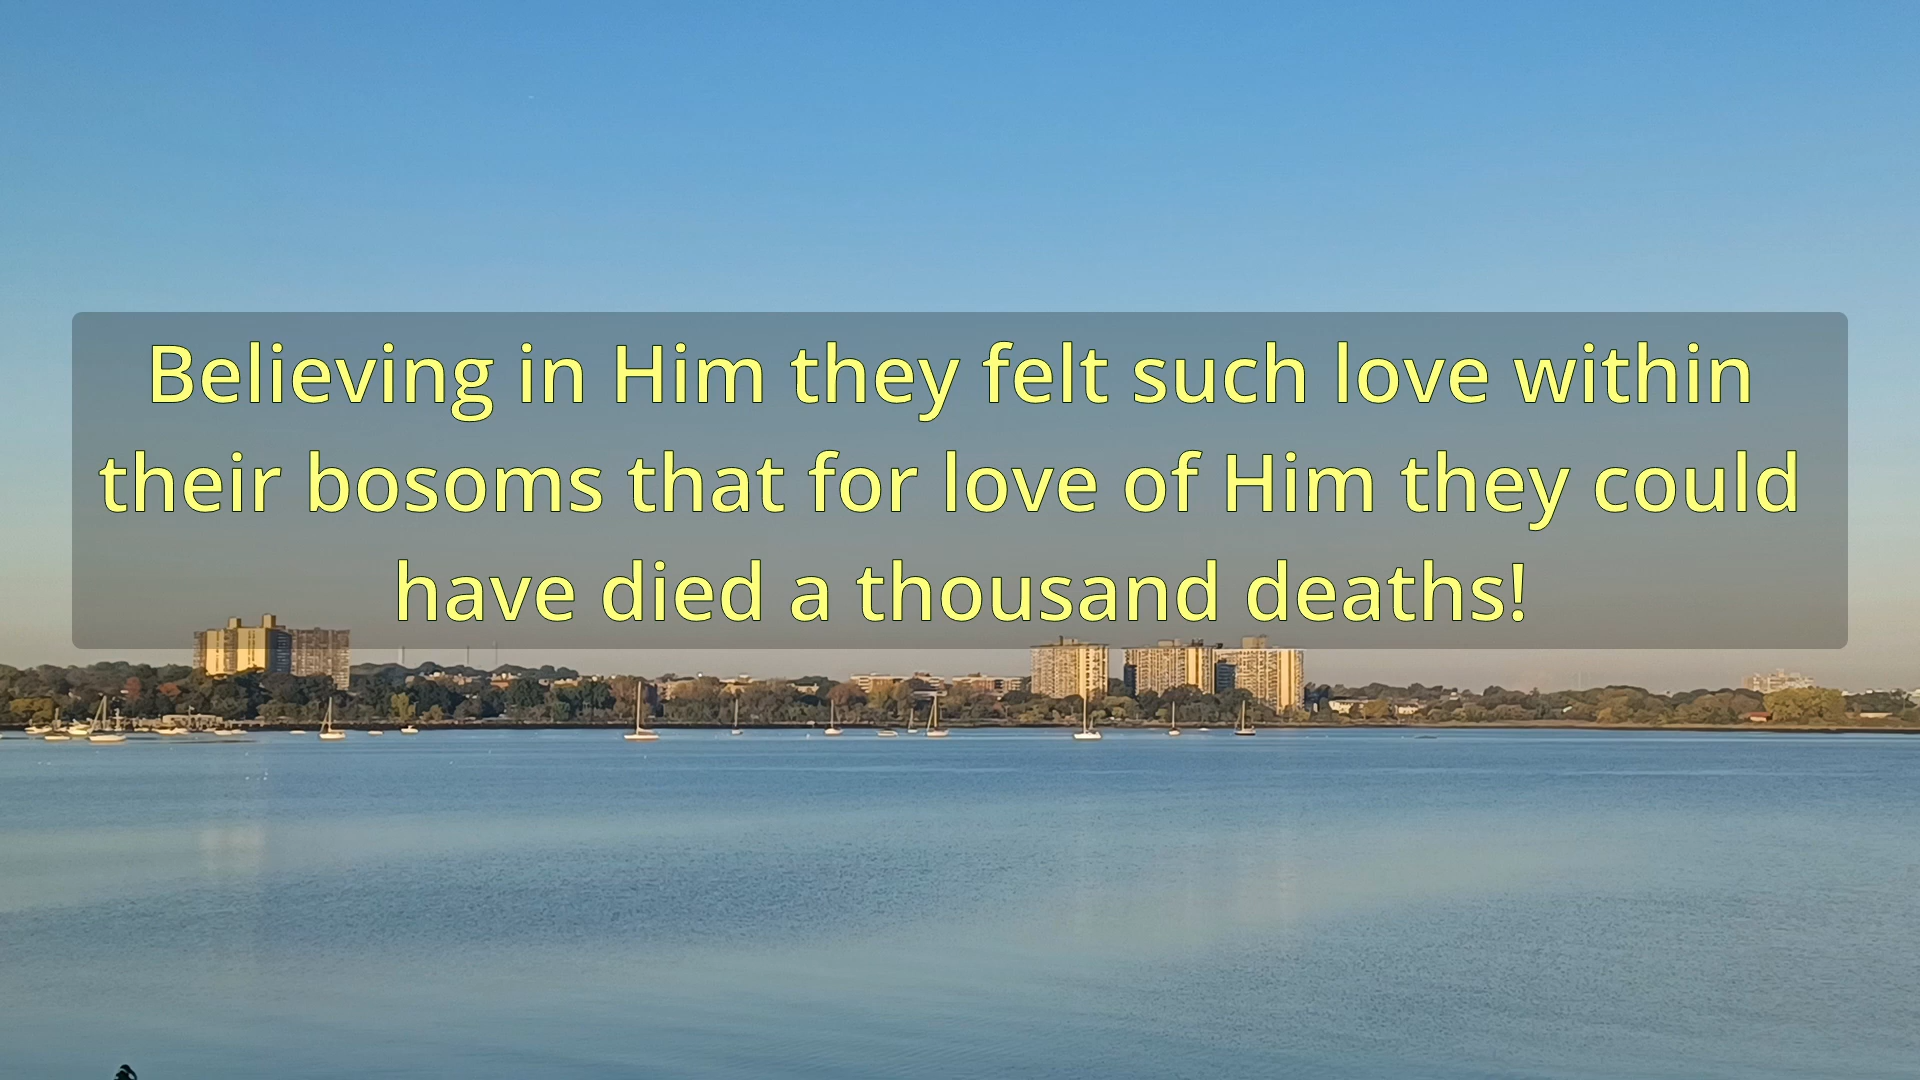 Believing in Him they felt such love within
their bosoms that for love of Him they could
have died a thousand deaths!